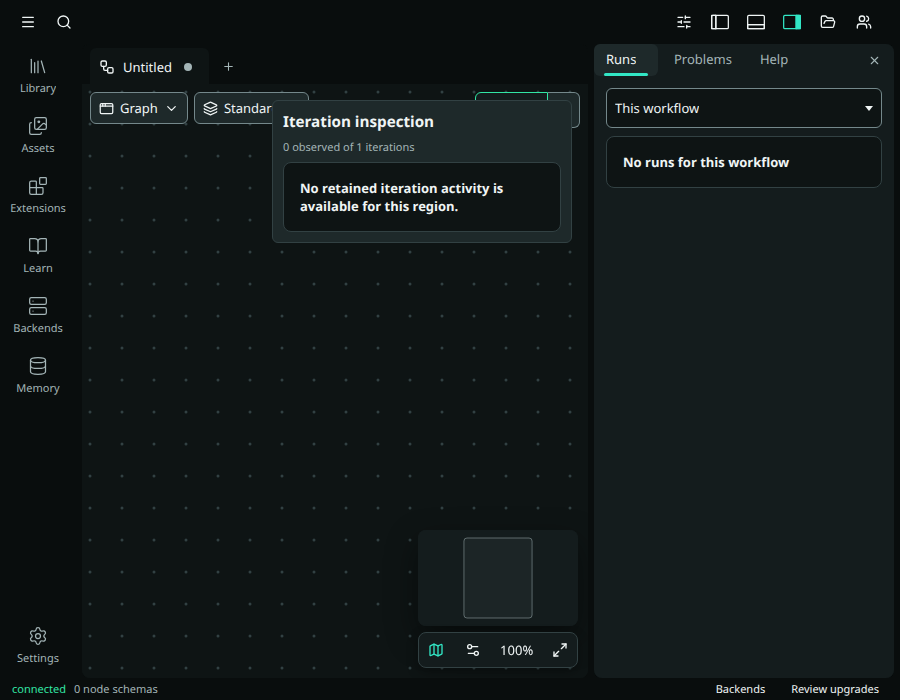 Untitled
Runs
Problems
Help
Library
Assets
Extensions
Learn
Backends
Memory
Settings
Graph
Iteration inspection
0 observed of 1 iterations
No retained iteration activity is
available for this region.
This workflow
No runs for this workflow
100%
connected
0 node schemas
Backends
Review upgrades